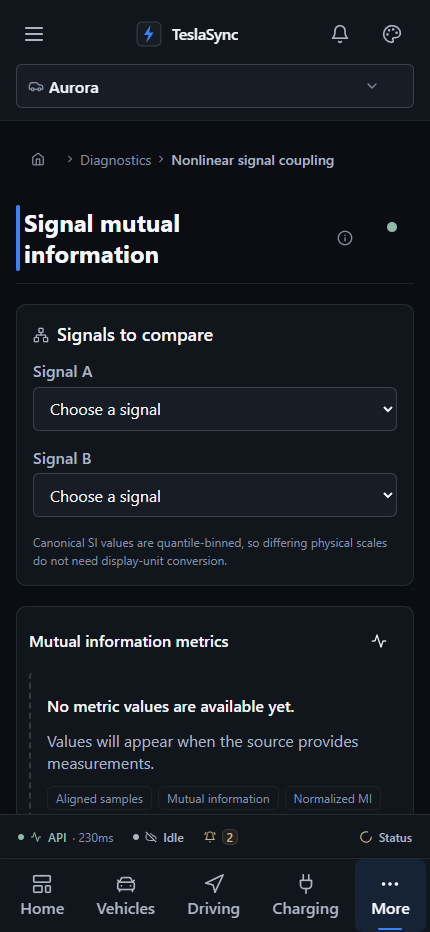 TeslaSync
Aurora
Diagnostics
Nonlinear signal coupling
Signal mutual
information
Signals to compare
Signal A
Choose a signal
Signal B
Choose a signal
Canonical SI values are quantile-binned, so differing physical scales
do not need display-unit conversion.
Mutual information metrics
No metric values are available yet.
Values will appear when the source provides
measurements.
Aligned samples
Mutual information
Normalized MI
API · 230ms
Idle
2
Status
Home
Vehicles
Driving
Charging
More